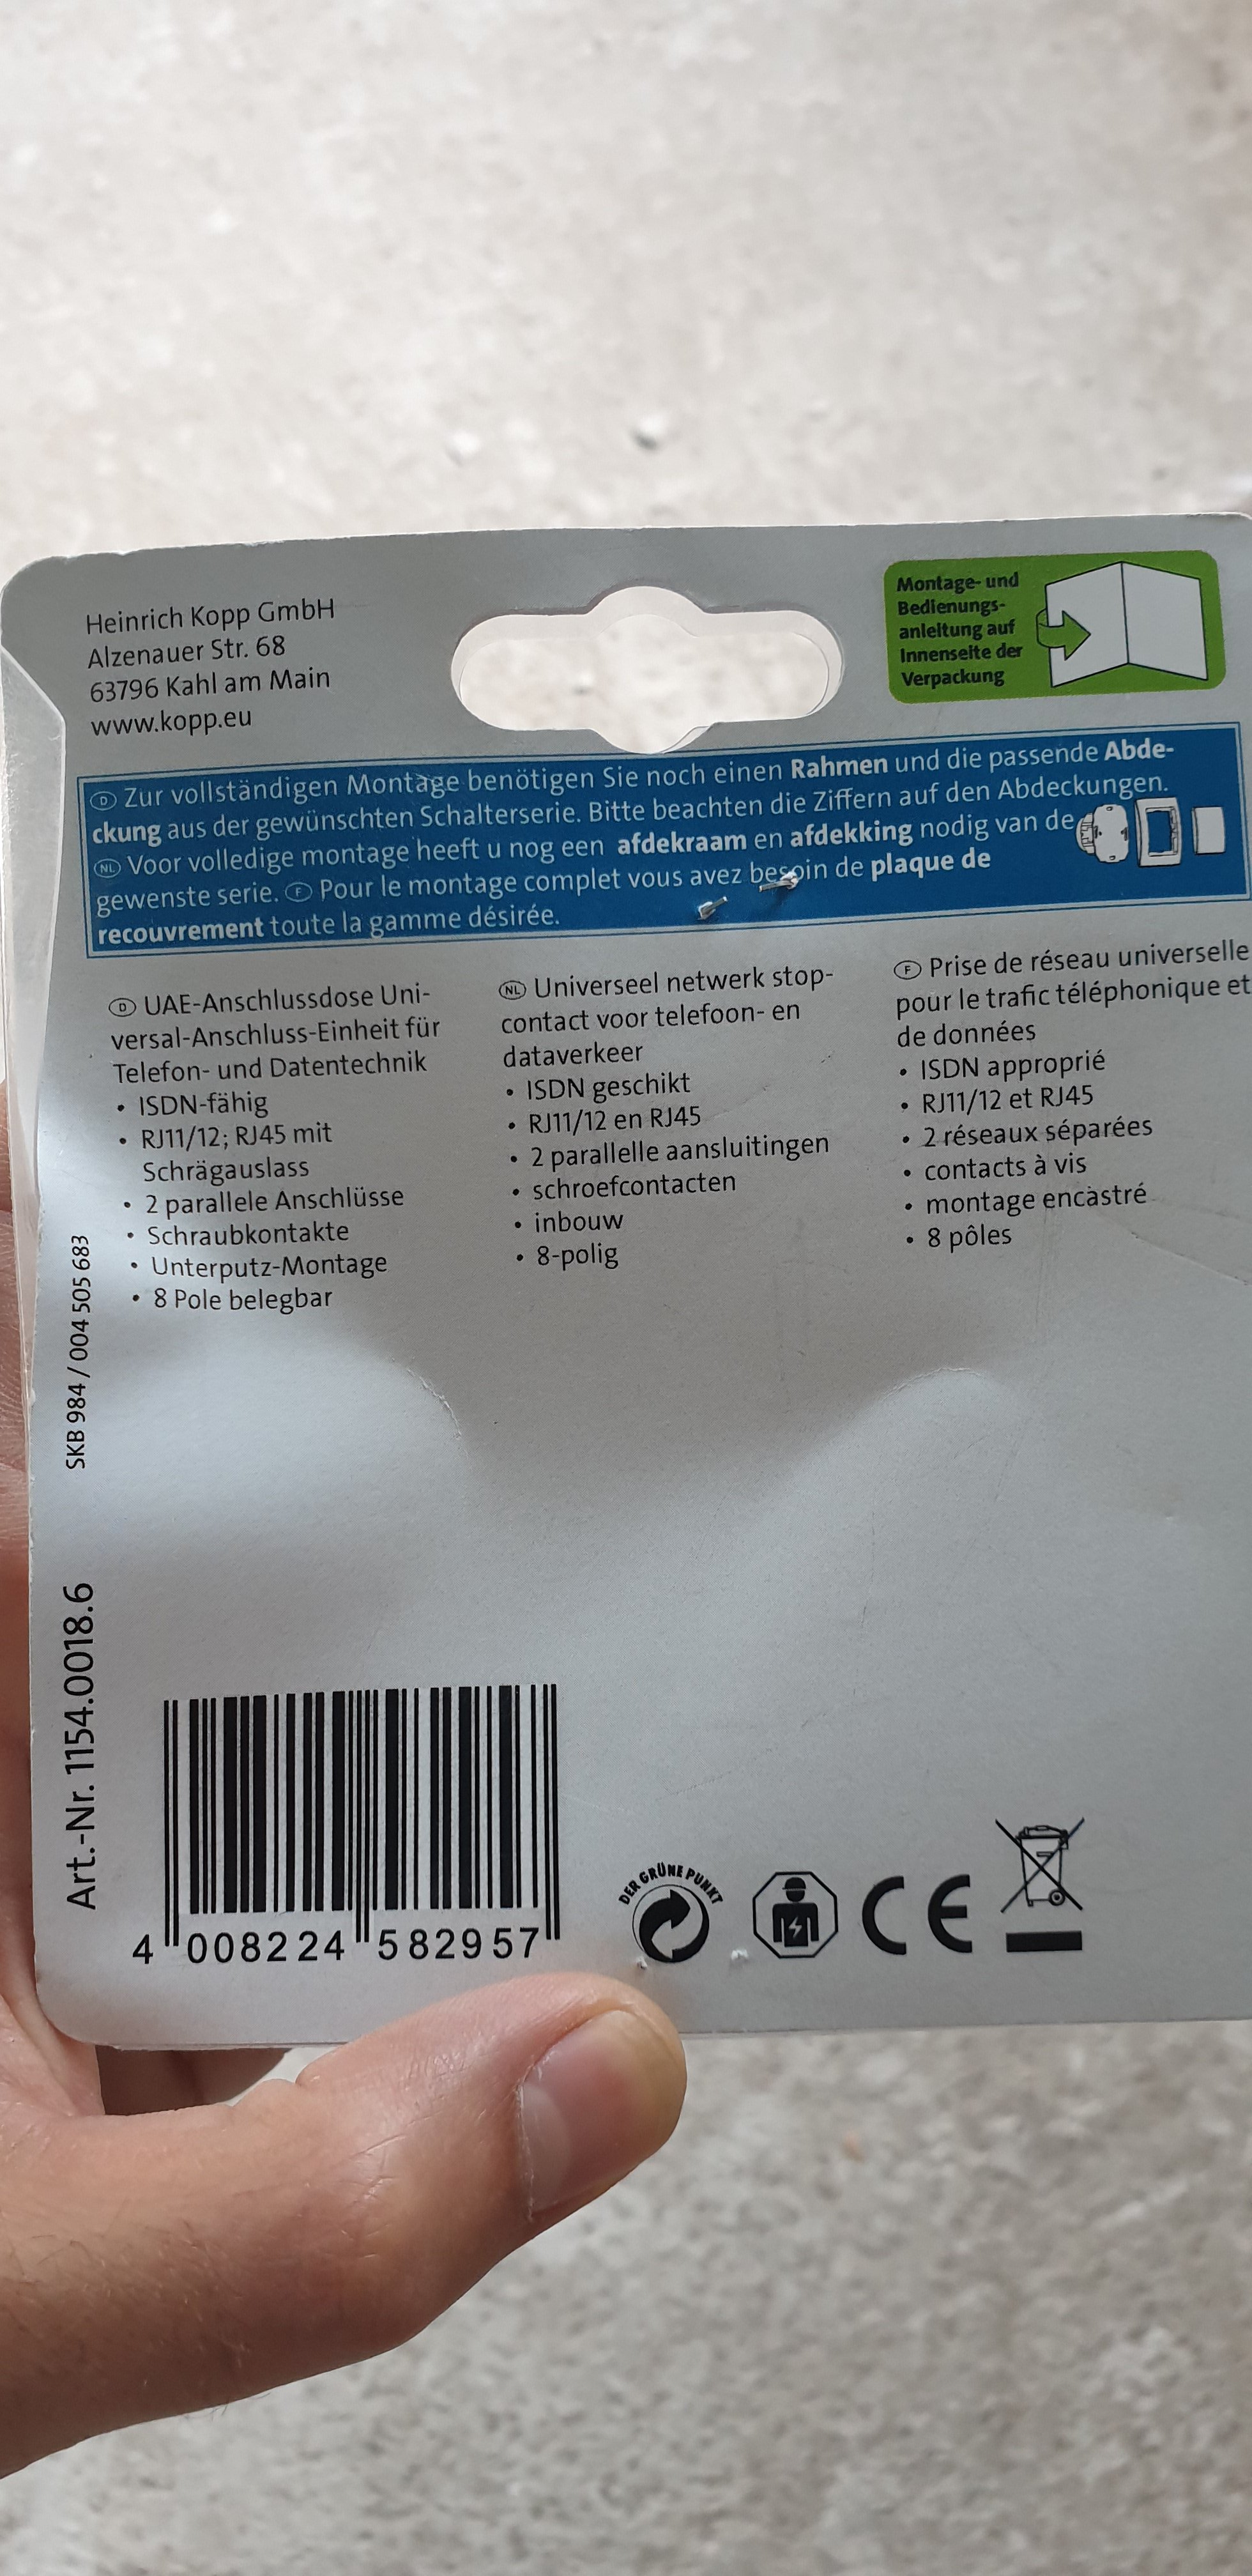 Heinrich Kopp GmbH
Alzenauer Str. 68
63796 Kahl am Main
www.kopp.eu
Montage- und
Bedienungs-
anleitung auf
Innenseite der
Verpackung
D Zur vollständigen Montage benötigen Sie noch einen Rahmen und die passende Abde-
ckung aus der gewünschten Schalterserie. Bitte beachten die Ziffern auf den Abdeckungen.
NL Voor volledige montage heeft u nog een afdekraam en afdekking nodig van de
gewenste serie. F Pour le montage complet vous avez besoin de plaque de
recouvrement toute la gamme désirée.
D UAE-Anschlussdose Uni-
versal-Anschluss-Einheit für
Telefon- und Datentechnik
• ISDN-fähig
• RJ11/12; RJ45 mit
Schrägauslass
• 2 parallele Anschlüsse
• Schraubkontakte
• Unterputz-Montage
• 8 Pole belegbar
NL Universeel netwerk stop-
contact voor telefoon- en
dataverkeer
• ISDN geschikt
• RJ11/12 en RJ45
• 2 parallelle aansluitingen
• schroefcontacten
• inbouw
• 8-polig
F Prise de réseau universelle
pour le trafic téléphonique et
de données
• ISDN approprié
• RJ11/12 et RJ45
• 2 réseaux séparées
• contacts à vis
• montage encastré
• 8 pôles
SKB 984 / 004 505 683
Art.-Nr. 1154.0018.6
4 008224 582957
DER GRÜNE PUNKT
CE